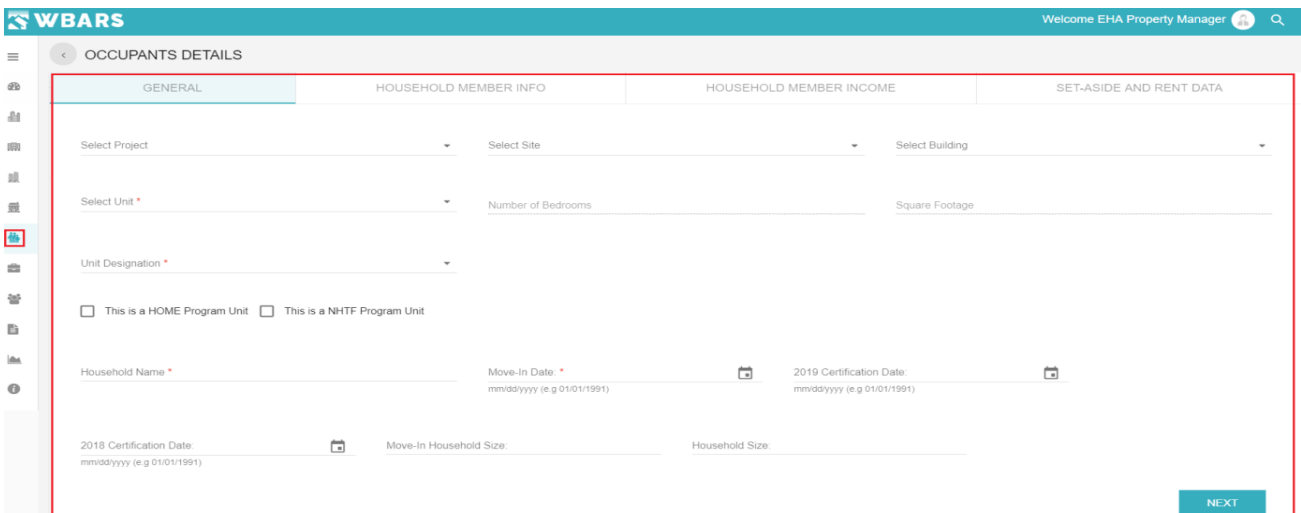 WBARS
Welcome EHA Property Manager
OCCUPANTS DETAILS
GENERAL HOUSEHOLD MEMBER INFO HOUSEHOLD MEMBER INCOME SET-ASIDE AND RENT DATA
Select Project Select Site Select Building
Select Unit * Number of Bedrooms Square Footage
Unit Designation *
This is a HOME Program Unit This is a NHTF Program Unit
Household Name * Move-In Date: * 2019 Certification Date:
mm/dd/yyyy (e.g 01/01/1991) mm/dd/yyyy (e.g 01/01/1991)
2018 Certification Date: Move-In Household Size: Household Size:
mm/dd/yyyy (e.g 01/01/1991)
NEXT